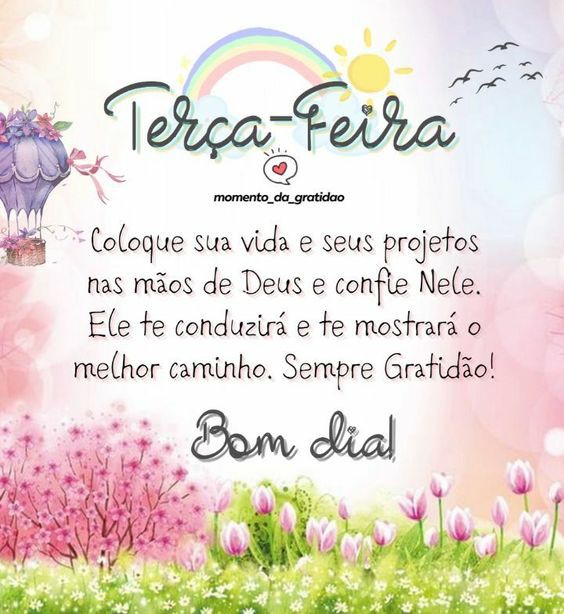 Terça-Feira
momento_da_gratidao
Coloque sua vida e seus projetos
nas mãos de Deus e confie Nele.
Ele te conduzirá e te mostrará o
melhor caminho. Sempre Gratidão!
Bom dia!